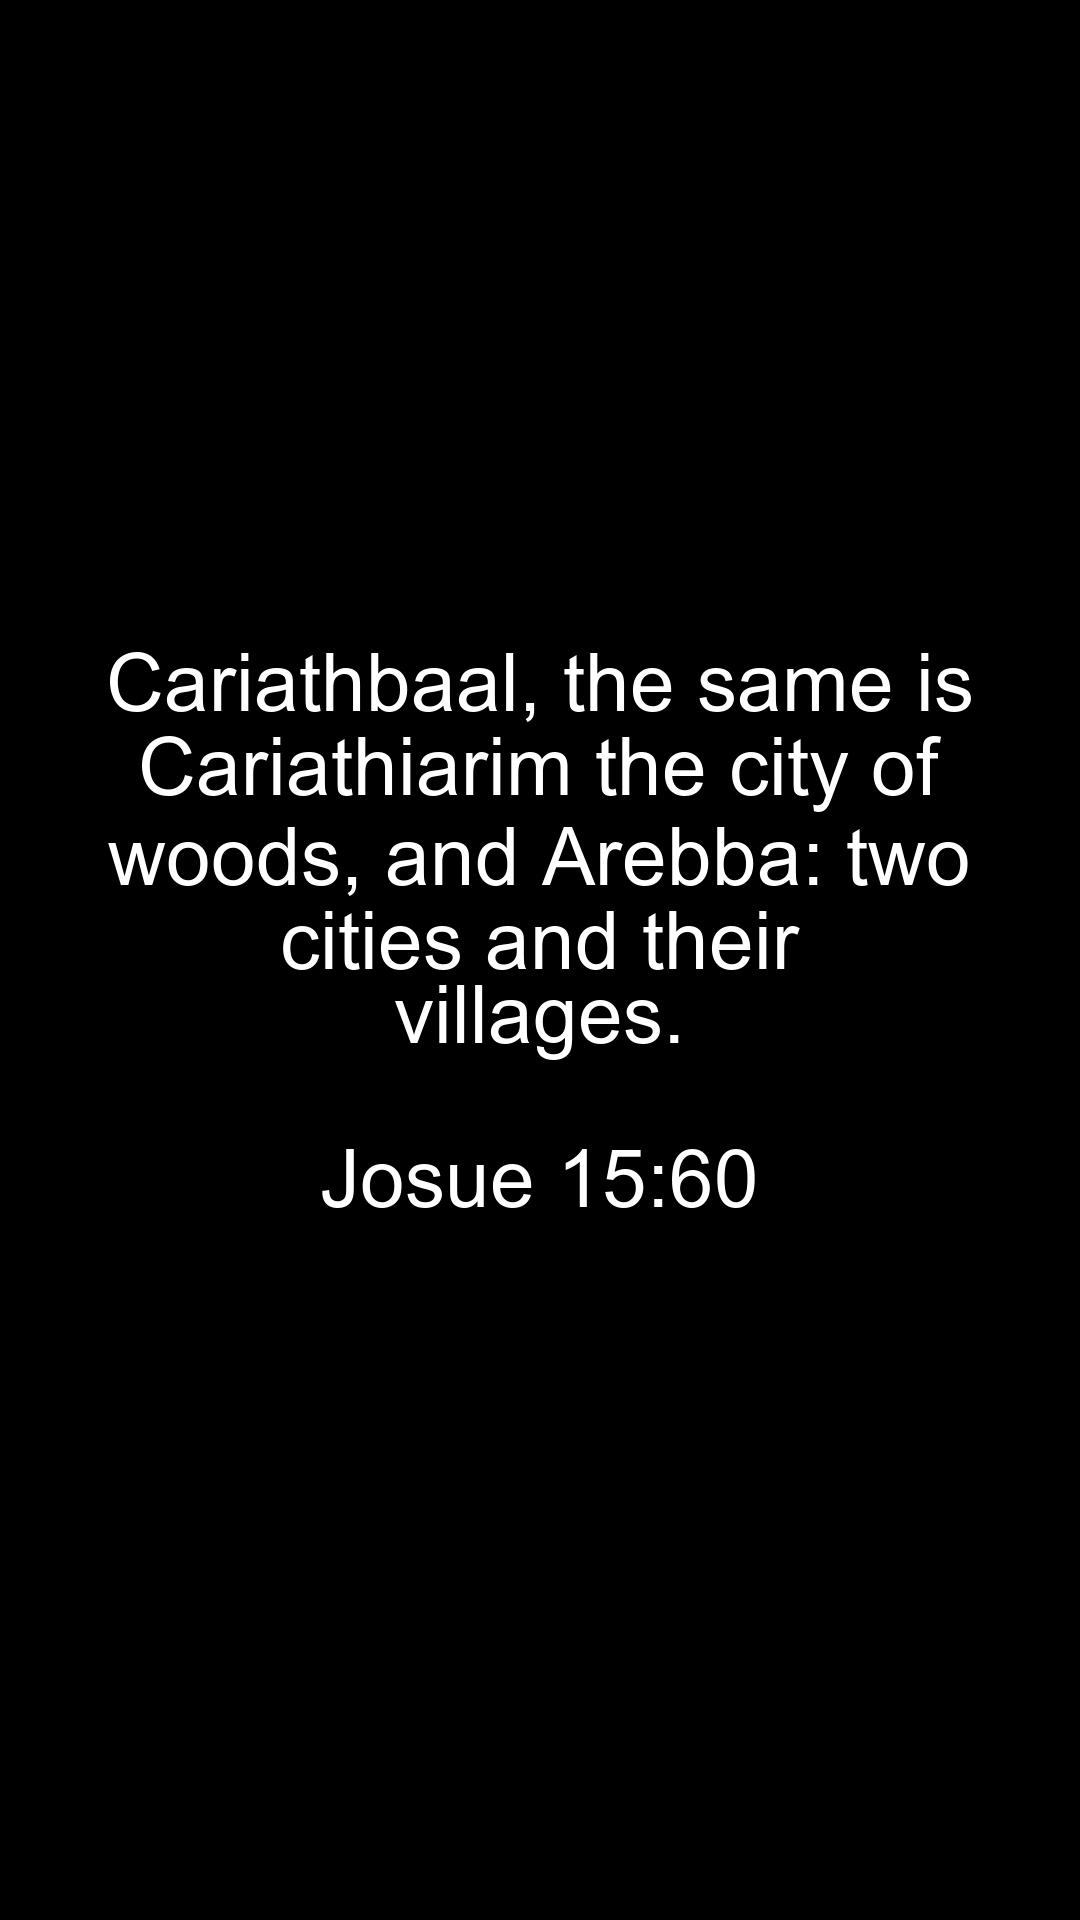 Cariathbaal, the same is
Cariathiarim the city of
woods, and Arebba: two
cities and their
villages.
Josue 15:60